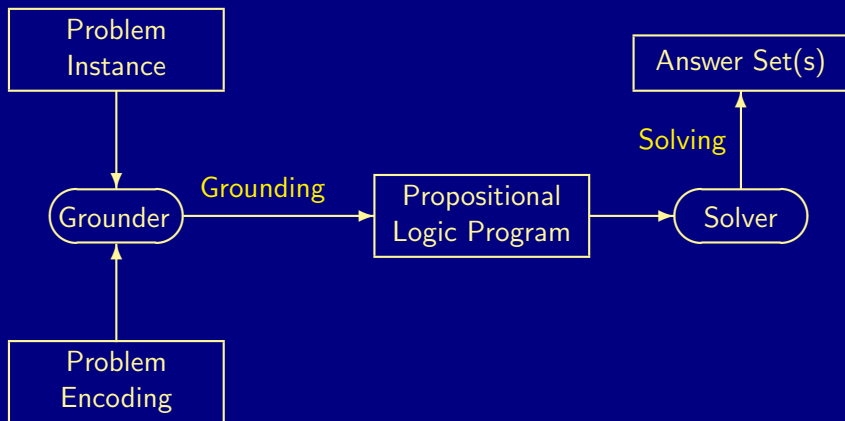 Problem
Instance
Answer Set(s)
Solving
Grounding
Grounder
Propositional
Logic Program
Solver
Problem
Encoding